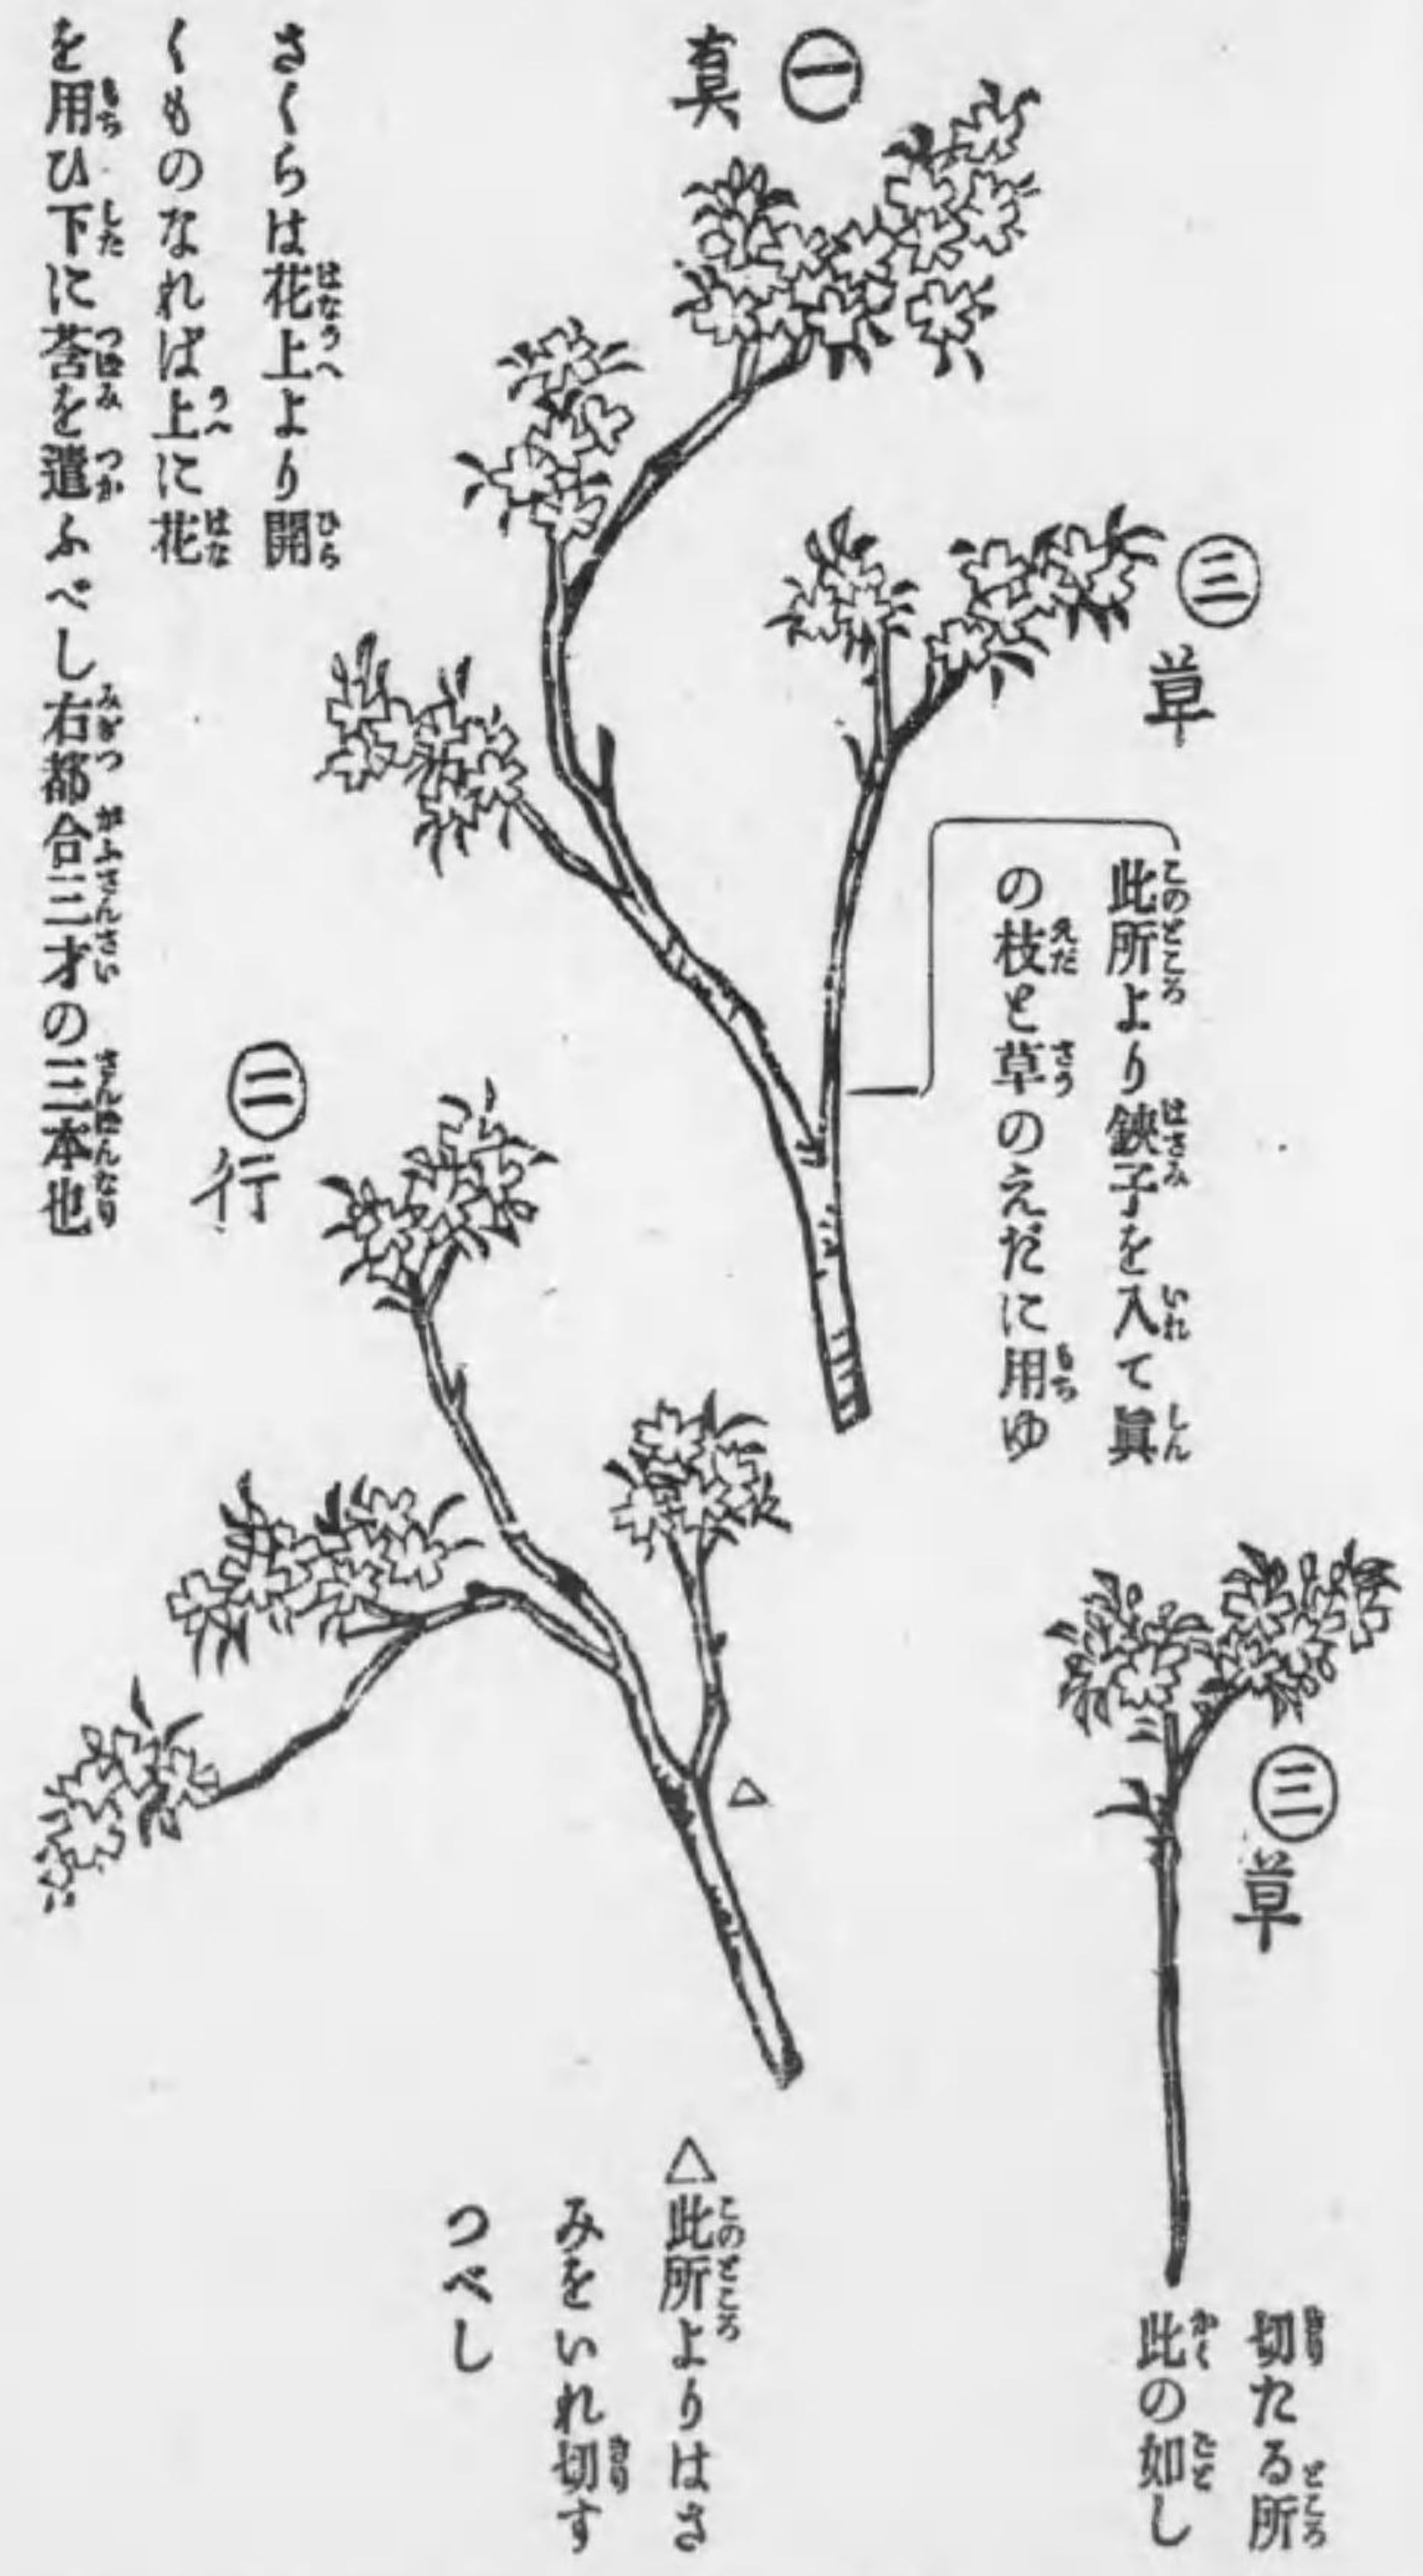 ㊀
真
㊂
草
此所より鋏子を入て眞
の枝と草のえだに用ゆ
㊂
草
切たる所
此の如し
㊁
行
△
△此所よりはさ
みをいれ切す
つべし
さくらは花上より開
くものなれば上に花
を用ひ下に莟を遣ふべし右都合三才の三本也